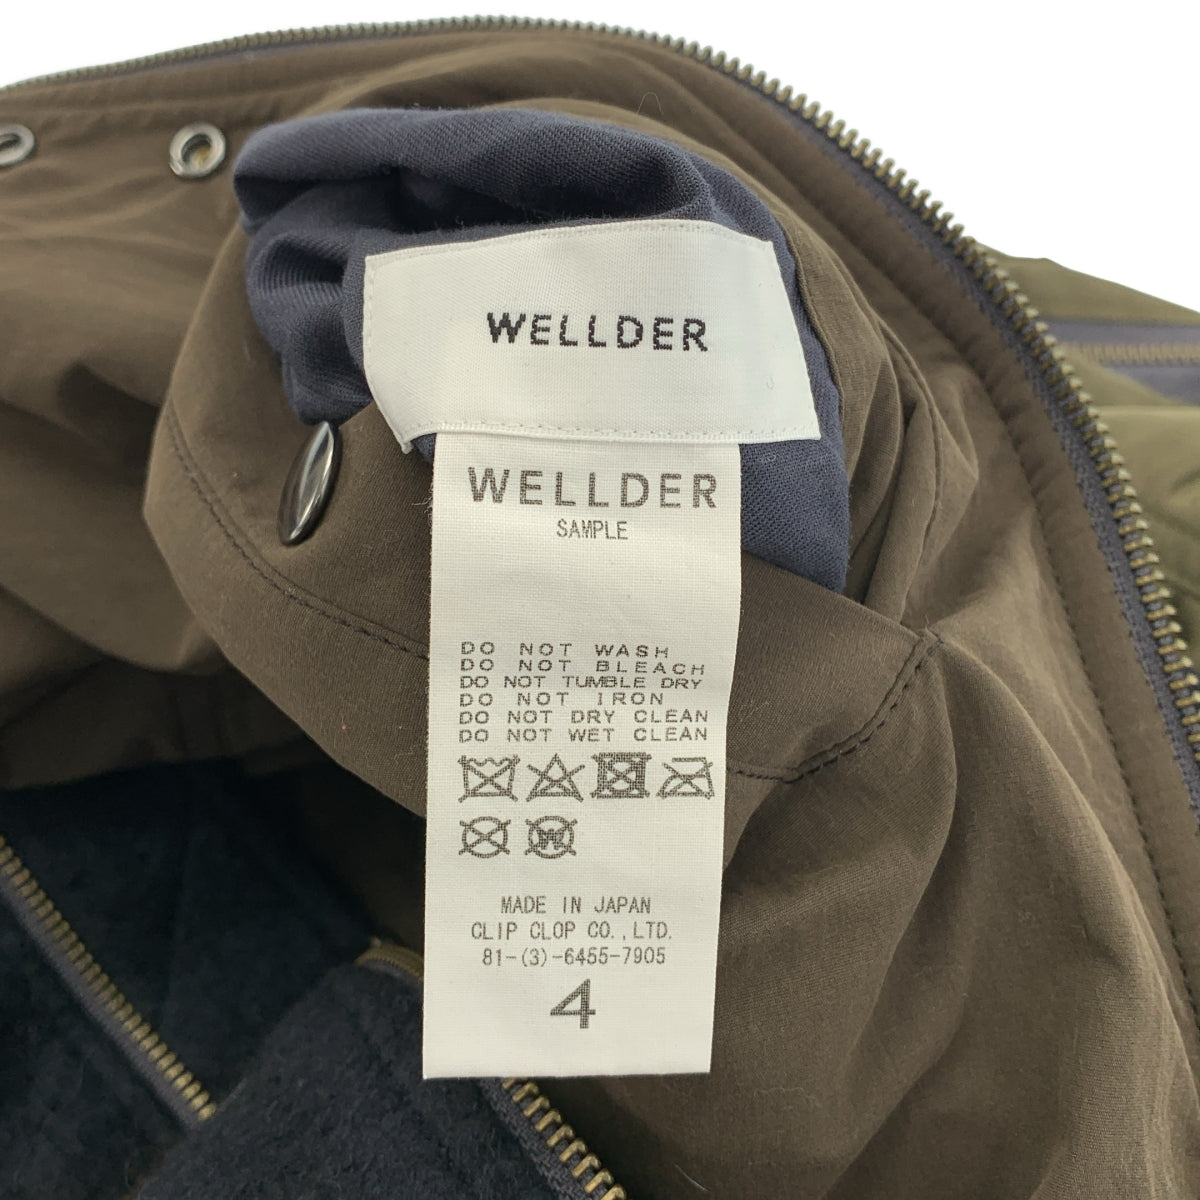 WELLDER
WELLDER
SAMPLE
DO NOT WASH
DO NOT BLEACH
DO NOT TUMBLE DRY
DO NOT IRON
DO NOT DRY CLEAN
DO NOT WET CLEAN
W
MADE IN JAPAN
CLIP CLOP CO.,LTD.
81-(3)-6455-7905
4